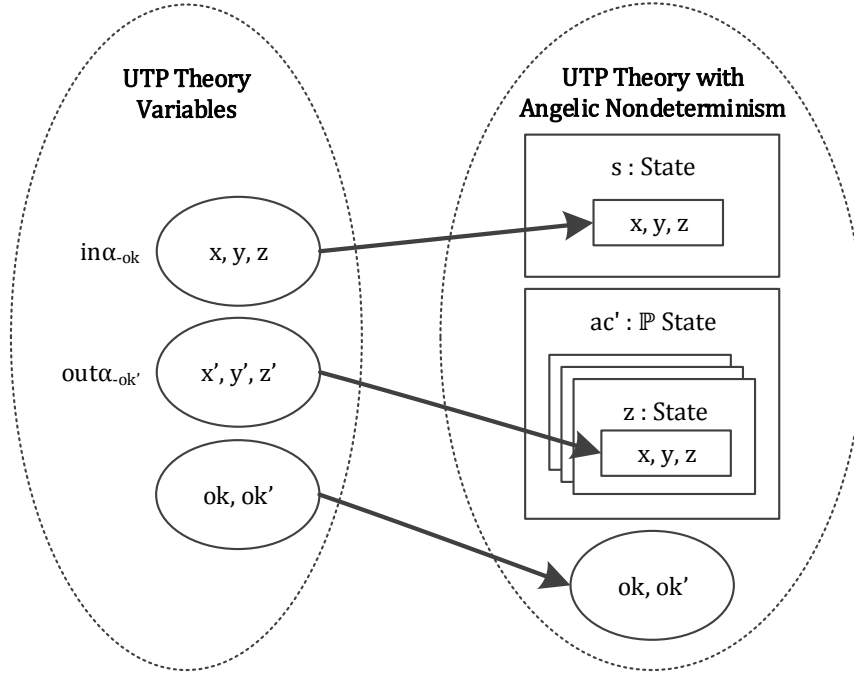 UTP Theory
Variables
inα-ok
x, y, z
outα-ok’
x’, y’, z’
ok, ok’
UTP Theory with
Angelic Nondeterminism
s : State
x, y, z
ac' : ℙ State
z : State
x, y, z
ok, ok’